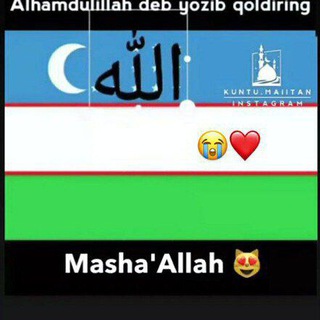 Alhamdulillah deb yozib qoldiring
الله
KUNTU.MAIITAN
INSTAGRAM
Masha'Allah